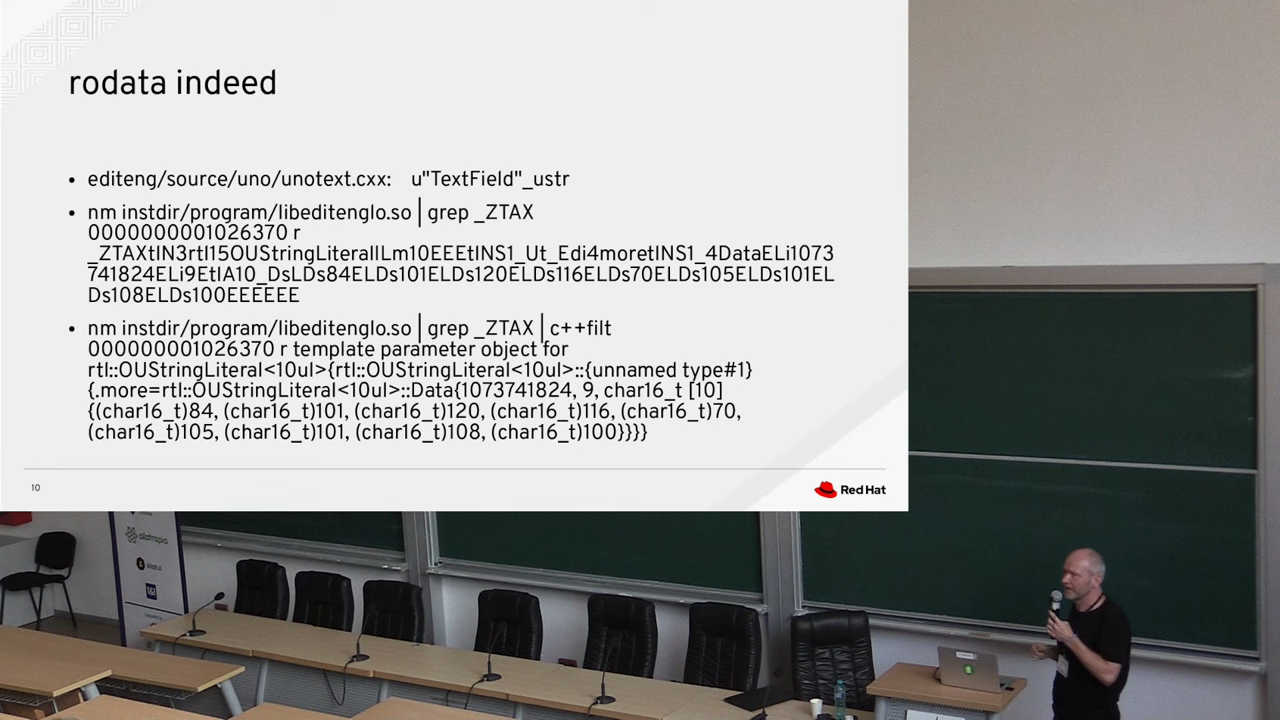 rodata indeed
• editeng/source/uno/unotext.cxx: u"TextField"_ustr
• nm instdir/program/libeditenglo.so | grep _ZTAX
0000000001026370 r
_ZTAXtlN3rtl15OUStringLiteralILm10EEEtlNS1_Ut_Edi4moretlNS1_4DataELi1073
741824ELi9EtlA10_DsLDs84ELDs101ELDs120ELDs116ELDs70ELDs105ELDs101EL
Ds108ELDs100EEEEEE
• nm instdir/program/libeditenglo.so | grep _ZTAX | c++filt
0000000001026370 r template parameter object for
rtl::OUStringLiteral<10ul>{rtl::OUStringLiteral<10ul>::{unnamed type#1}
{.more=rtl::OUStringLiteral<10ul>::Data{1073741824, 9, char16_t [10]
{(char16_t)84, (char16_t)101, (char16_t)120, (char16_t)116, (char16_t)70,
(char16_t)105, (char16_t)101, (char16_t)108, (char16_t)100}}}}
10
Red Hat
allotropia